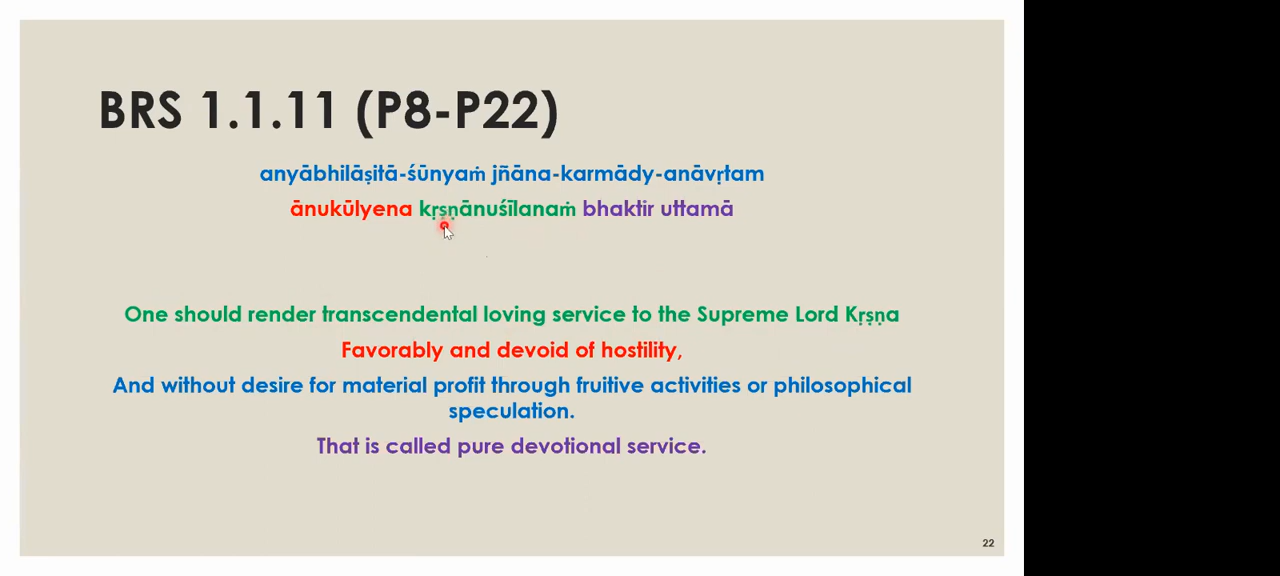 BRS 1.1.11 (P8-P22)
anyābhilāṣitā-śūnyaṁ jñāna-karmādy-anāvṛtam
ānukūlyena kṛṣṇānuśīlanaṁ bhaktir uttamā
One should render transcendental loving service to the Supreme Lord Kṛṣṇa
Favorably and devoid of hostility,
And without desire for material profit through fruitive activities or philosophical
speculation.
That is called pure devotional service.
22